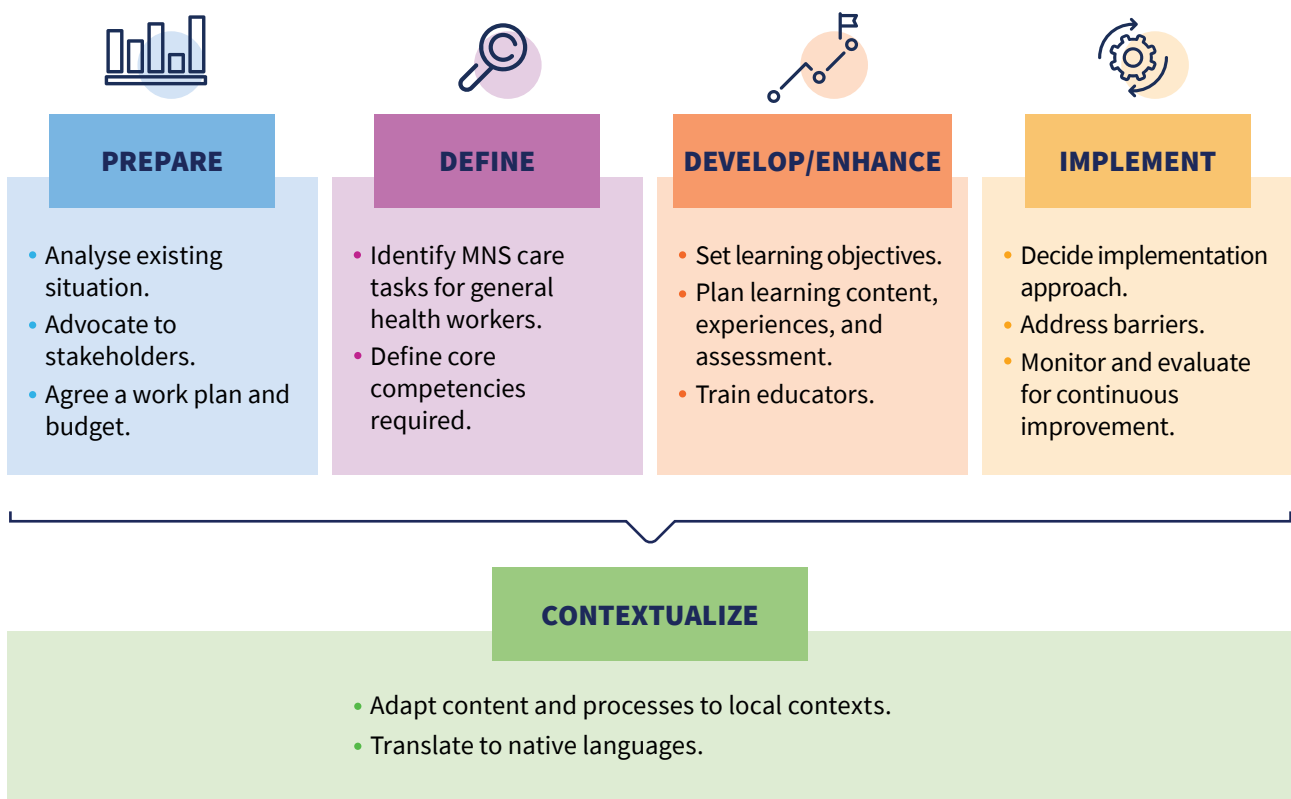 PREPARE
• Analyse existing
situation.
• Advocate to
stakeholders.
• Agree a work plan and
budget.
DEFINE
• Identify MNS care
tasks for general
health workers.
• Define core
competencies
required.
DEVELOP/ENHANCE
• Set learning objectives.
• Plan learning content,
experiences, and
assessment.
• Train educators.
IMPLEMENT
• Decide implementation
approach.
• Address barriers.
• Monitor and evaluate
for continuous
improvement.
CONTEXTUALIZE
• Adapt content and processes to local contexts.
• Translate to native languages.